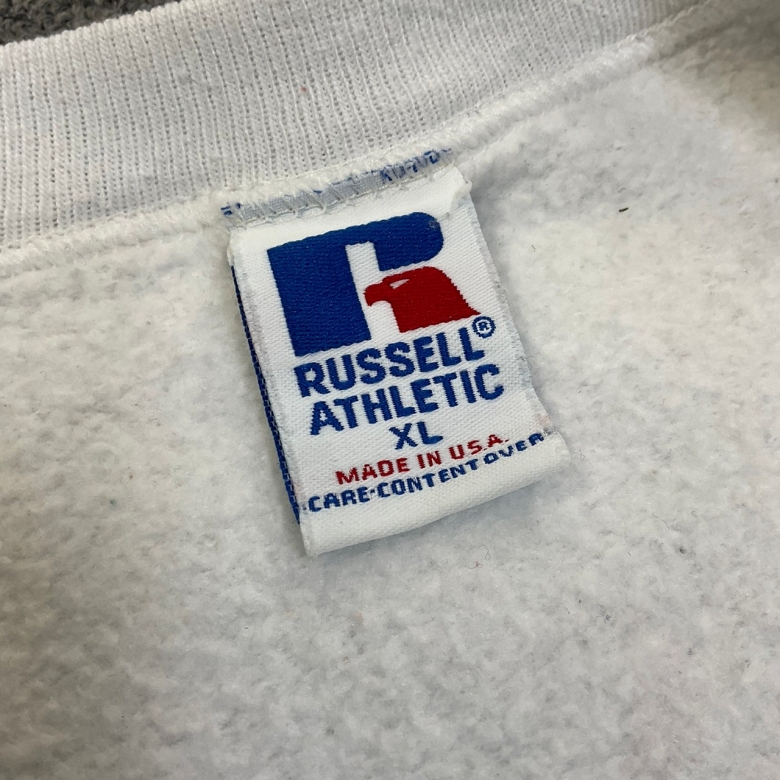 RUSSELL®
ATHLETIC
XL
MADE IN U.S.A.
CARE·CONTENT OVER